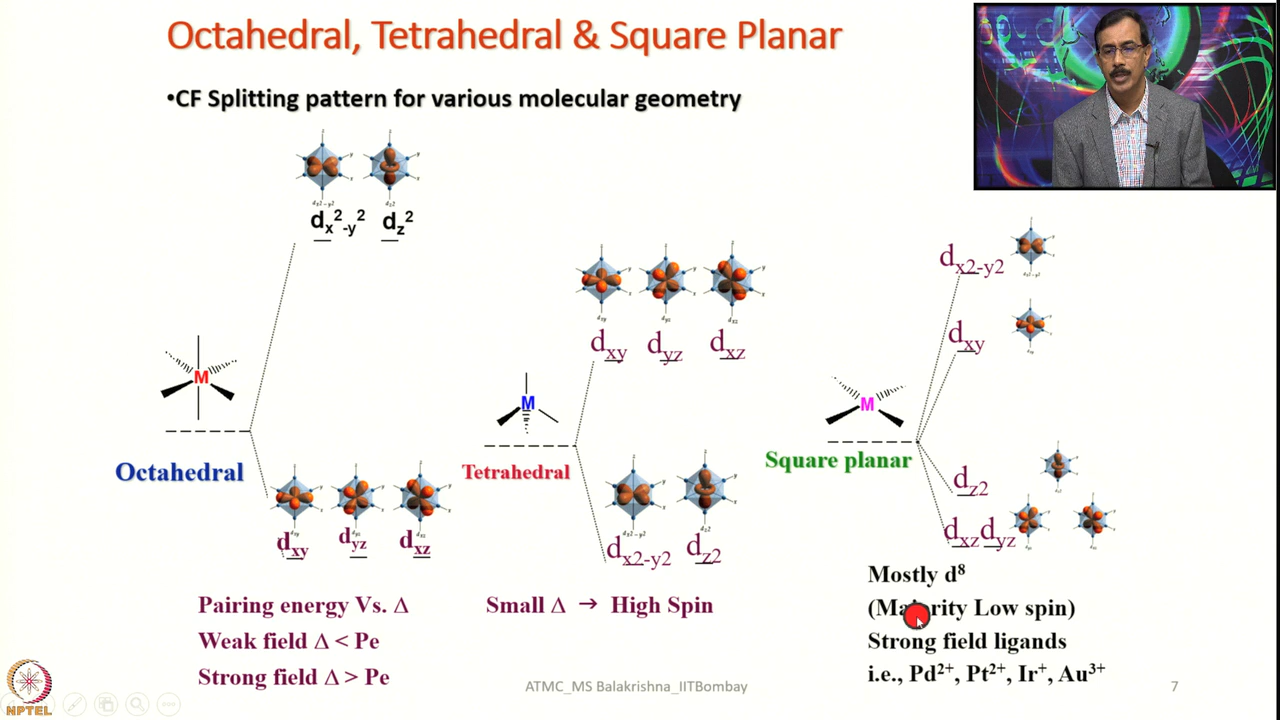 Octahedral, Tetrahedral & Square Planar
•CF Splitting pattern for various molecular geometry
dx²-y² dz²
dxy dyz dxz
dx2-y2
dxy
M
M
M
Octahedral
Tetrahedral
Square planar
dxy dyz dxz
dx2-y2 dz2
dz2
dxz dyz
Pairing energy Vs. Δ
Weak field Δ < Pe
Strong field Δ > Pe
Small Δ → High Spin
Mostly d⁸
(Majority Low spin)
Strong field ligands
i.e., Pd²⁺, Pt²⁺, Ir⁺, Au³⁺
NPTEL
ATMC_MS Balakrishna_IITBombay
7